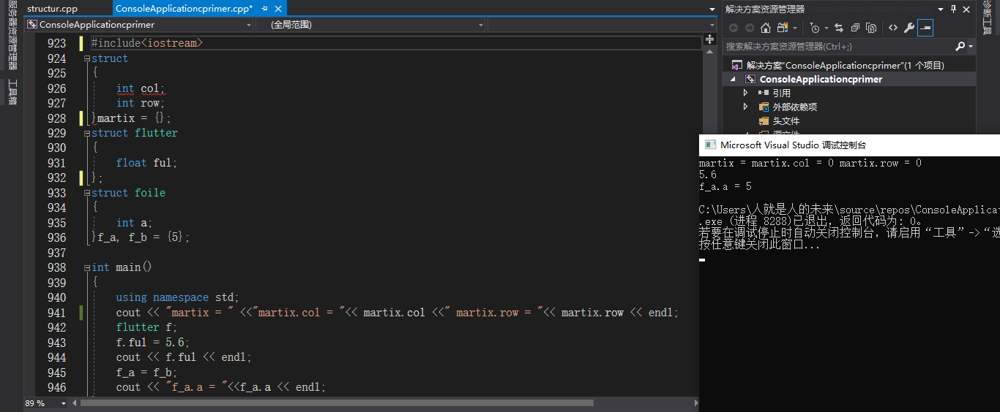 服务器资源管理器
工具箱
structur.cpp
ConsoleApplicationcprimer.cpp*
ConsoleApplicationcprimer
(全局范围)
923 #include<iostream>
924 struct
925 {
926 int col;
927 int row;
928 }martix = {};
929 struct flutter
930 {
931 float ful;
932 };
933 struct foile
934 {
935 int a;
936 }f_a, f_b = {5};
937
938 int main()
939 {
940 using namespace std;
941 cout << "martix = " <<"martix.col = "<< martix.col <<" martix.row = "<< martix.row << endl;
942 flutter f;
943 f.ful = 5.6;
944 cout << f.ful << endl;
945 f_a = f_b;
946 cout << "f_a.a = "<<f_a.a << endl;
89 %
解决方案资源管理器
搜索解决方案资源管理器(Ctrl+;)
解决方案"ConsoleApplicationcprimer"(1 个项目)
ConsoleApplicationcprimer
引用
外部依赖项
头文件
诊断工具
Microsoft Visual Studio 调试控制台
martix = martix.col = 0 martix.row = 0
5.6
f_a.a = 5
C:\Users\人就是人的未来\source\repos\ConsoleApplicat
.exe (进程 8288)已退出，返回代码为: 0。
若要在调试停止时自动关闭控制台，请启用“工具”->“选
按任意键关闭此窗口...